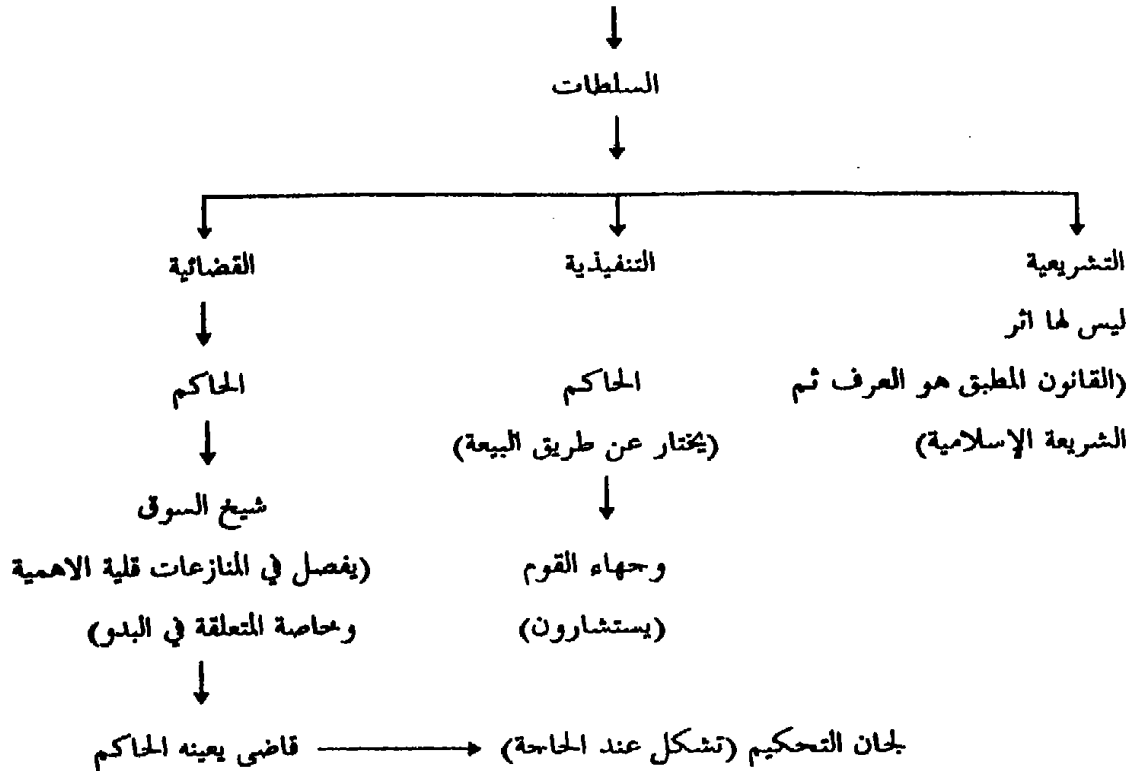 السلطات
التشريعية
التنفيذية
القضائية
ليس لها اثر
(القانون المطبق هو العرف ثم
الشريعة الإسلامية)
الحاكم
(يختار عن طريق البيعة)
وجهاء القوم
(يستشارون)
الحاكم
شيخ السوق
(يفصل في المنازعات قلية الاهمية
وخاصة المتعلقة في البدو)
قاضي يعينه الحاكم
لجان التحكيم (تشكل عند الحاجة)